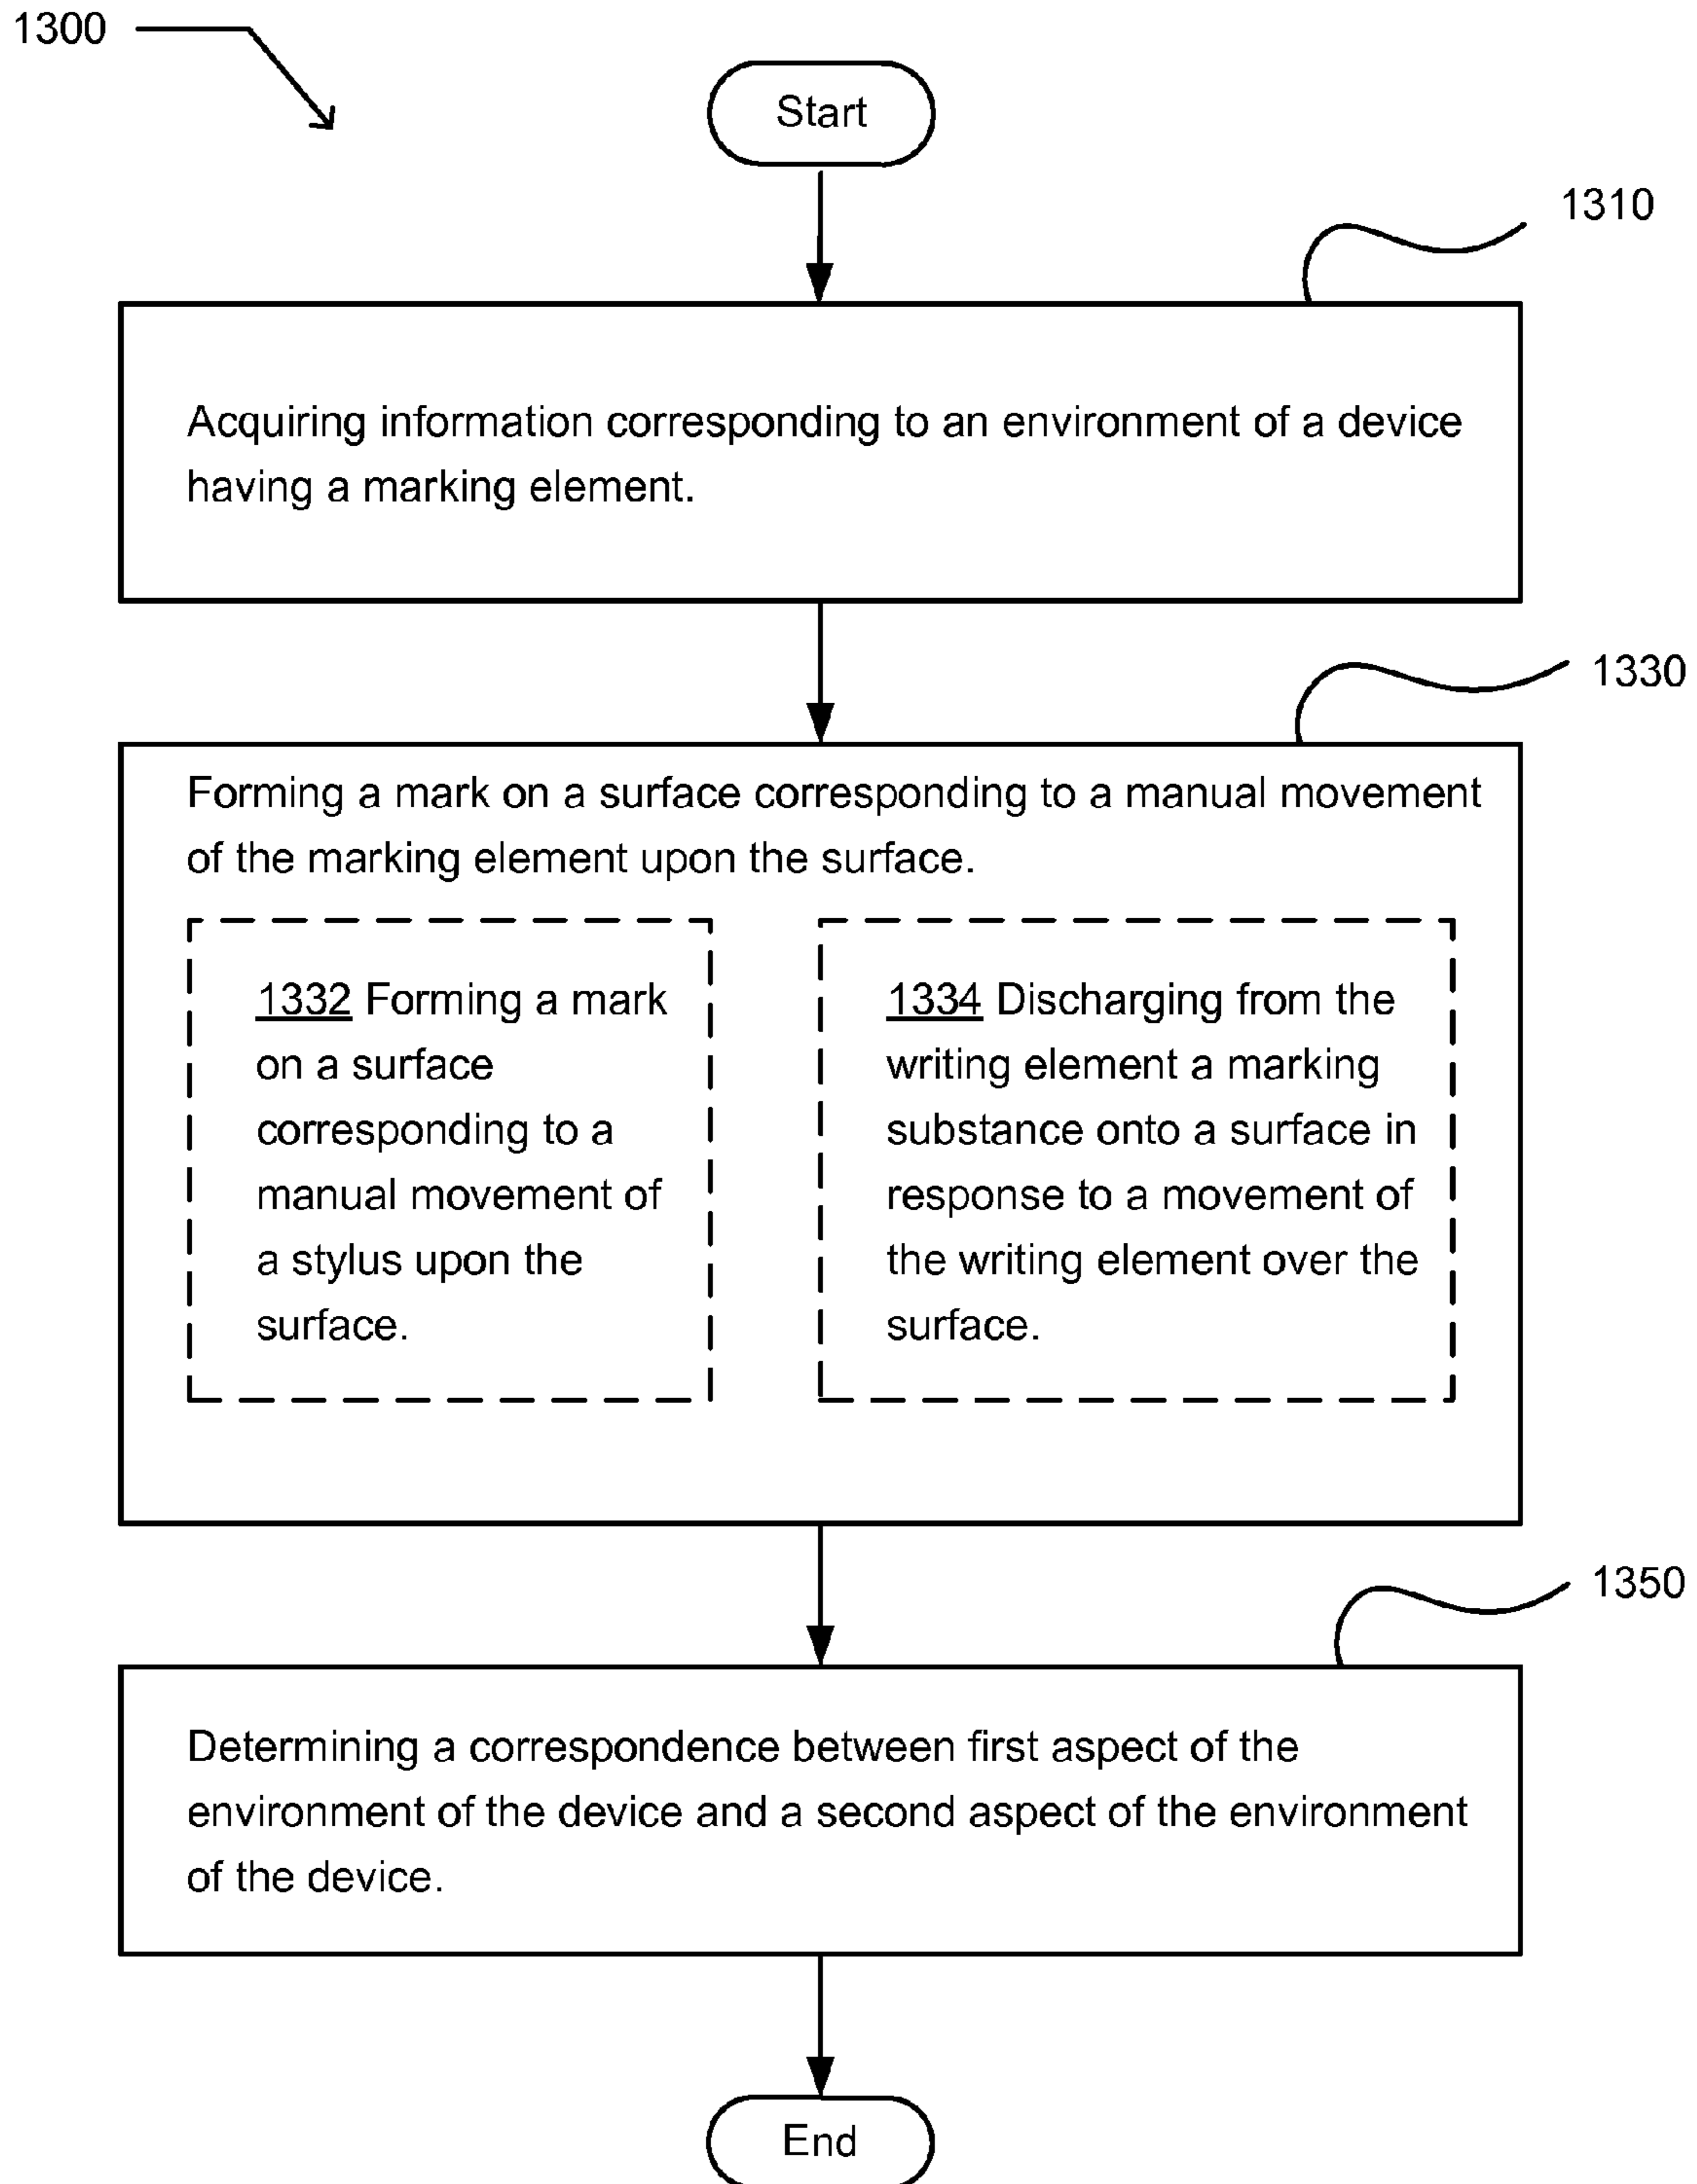 1300
Start
1310
Acquiring information corresponding to an environment of a device
having a marking element.
1330
Forming a mark on a surface corresponding to a manual movement
of the marking element upon the surface.
1332 Forming a mark
on a surface
corresponding to a
manual movement of
a stylus upon the
surface.
1334 Discharging from the
writing element a marking
substance onto a surface in
response to a movement of
the writing element over the
surface.
1350
Determining a correspondence between first aspect of the
environment of the device and a second aspect of the environment
of the device.
End